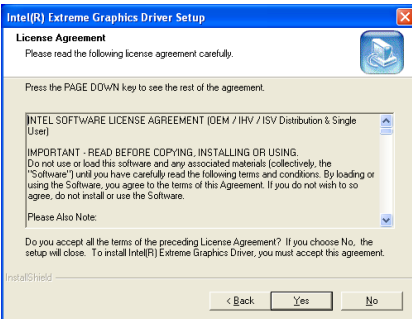 Intel(R) Extreme Graphics Driver Setup
License Agreement
Please read the following license agreement carefully.
Press the PAGE DOWN key to see the rest of the agreement.
INTEL SOFTWARE LICENSE AGREEMENT (OEM / IHV / ISV Distribution & Single
User)
IMPORTANT - READ BEFORE COPYING, INSTALLING OR USING.
Do not use or load this software and any associated materials (collectively, the
"Software") until you have carefully read the following terms and conditions. By loading or
using the Software, you agree to the terms of this Agreement. If you do not wish to so
agree, do not install or use the Software.
Please Also Note:
Do you accept all the terms of the preceding License Agreement? If you choose No, the
setup will close. To install Intel(R) Extreme Graphics Driver, you must accept this agreement.
InstallShield
< Back Yes No